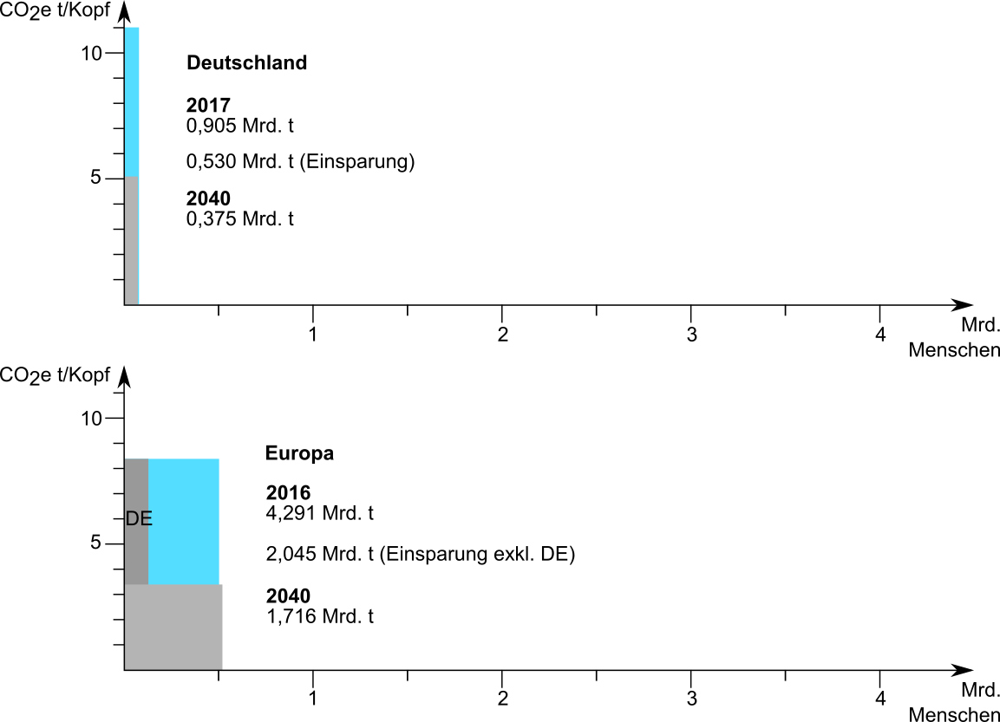 CO2e t/Kopf
10
Deutschland
2017
0,905 Mrd. t
0,530 Mrd. t (Einsparung)
5
2040
0,375 Mrd. t
1
2
3
4
Mrd.
Menschen
CO2e t/Kopf
10
Europa
2016
4,291 Mrd. t
DE
5
2,045 Mrd. t (Einsparung exkl. DE)
2040
1,716 Mrd. t
1
2
3
4
Mrd.
Menschen